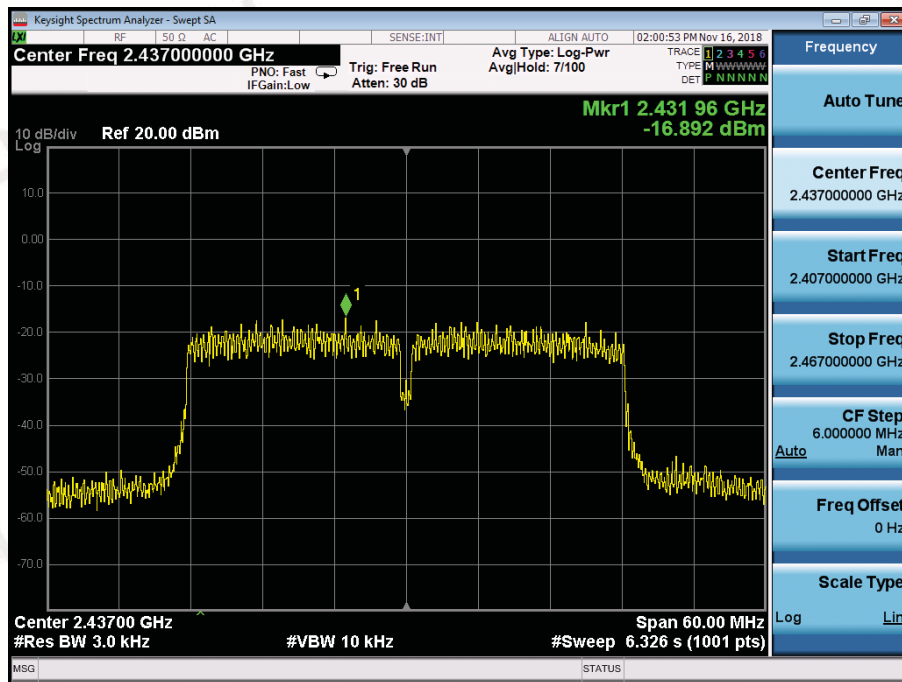 Keysight Spectrum Analyzer - Swept SA
LXI RF 50 Ω AC SENSE:INT ALIGN AUTO 02:00:53 PM Nov 16, 2018
Center Freq 2.437000000 GHz
PNO: Fast
IFGain:Low
Trig: Free Run
Atten: 30 dB
Avg Type: Log-Pwr
Avg|Hold: 7/100
TRACE 1 2 3 4 5 6
TYPE M W W W W W
DET P N N N N N
Mkr1 2.431 96 GHz
-16.892 dBm
10 dB/div Ref 20.00 dBm
Log
10.0
0.00
-10.0
-20.0
-30.0
-40.0
-50.0
-60.0
-70.0
1
Center 2.43700 GHz Span 60.00 MHz
#Res BW 3.0 kHz #VBW 10 kHz #Sweep 6.326 s (1001 pts)
MSG STATUS
Frequency
Auto Tune
Center Freq
2.437000000 GHz
Start Freq
2.407000000 GHz
Stop Freq
2.467000000 GHz
CF Step
6.000000 MHz
Auto Man
Freq Offset
0 Hz
Scale Type
Log Lin